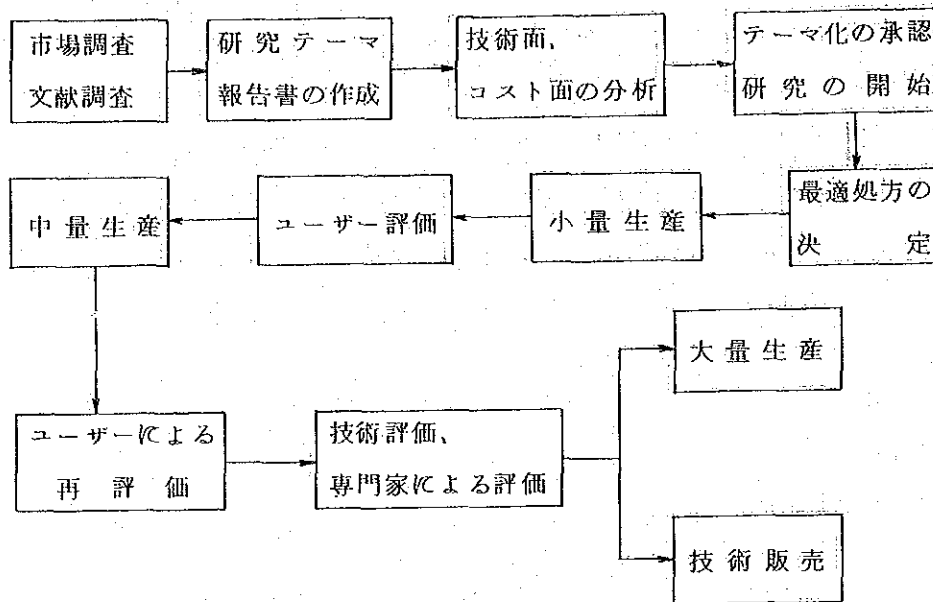 市場調査
文献調査
研究テーマ
報告書の作成
技術面、
コスト面の分析
テーマ化の承認
研究の開始
最適処方の
決定
小量生産
ユーザー評価
中量生産
ユーザーによる
再評価
技術評価、
専門家による評価
大量生産
技術販売